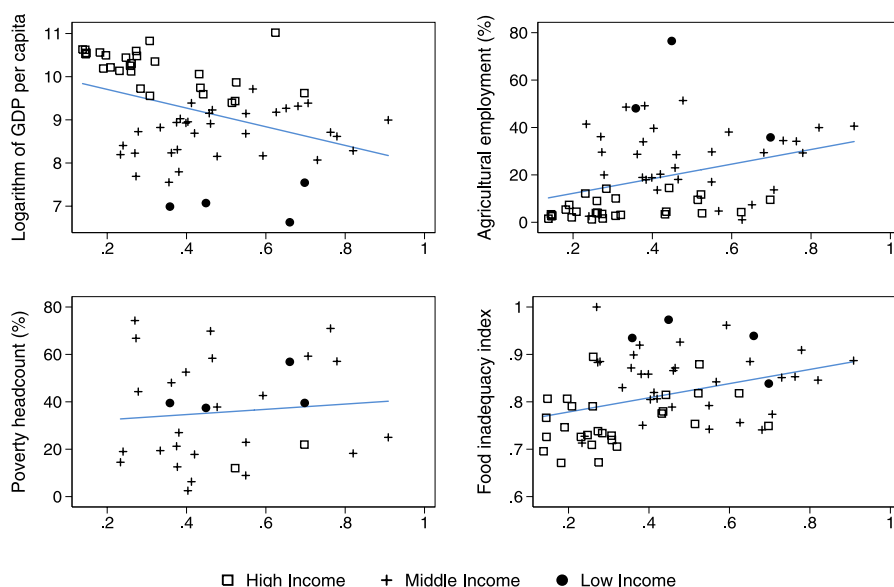 Logarithm of GDP per capita
11
10
9
8
7
.2 .4 .6 .8 1
Agricultural employment (%)
80
60
40
20
0
.2 .4 .6 .8 1
Poverty headcount (%)
80
60
40
20
0
.2 .4 .6 .8 1
Food inadequacy index
1
.9
.8
.7
.6
.2 .4 .6 .8 1
High Income Middle Income Low Income